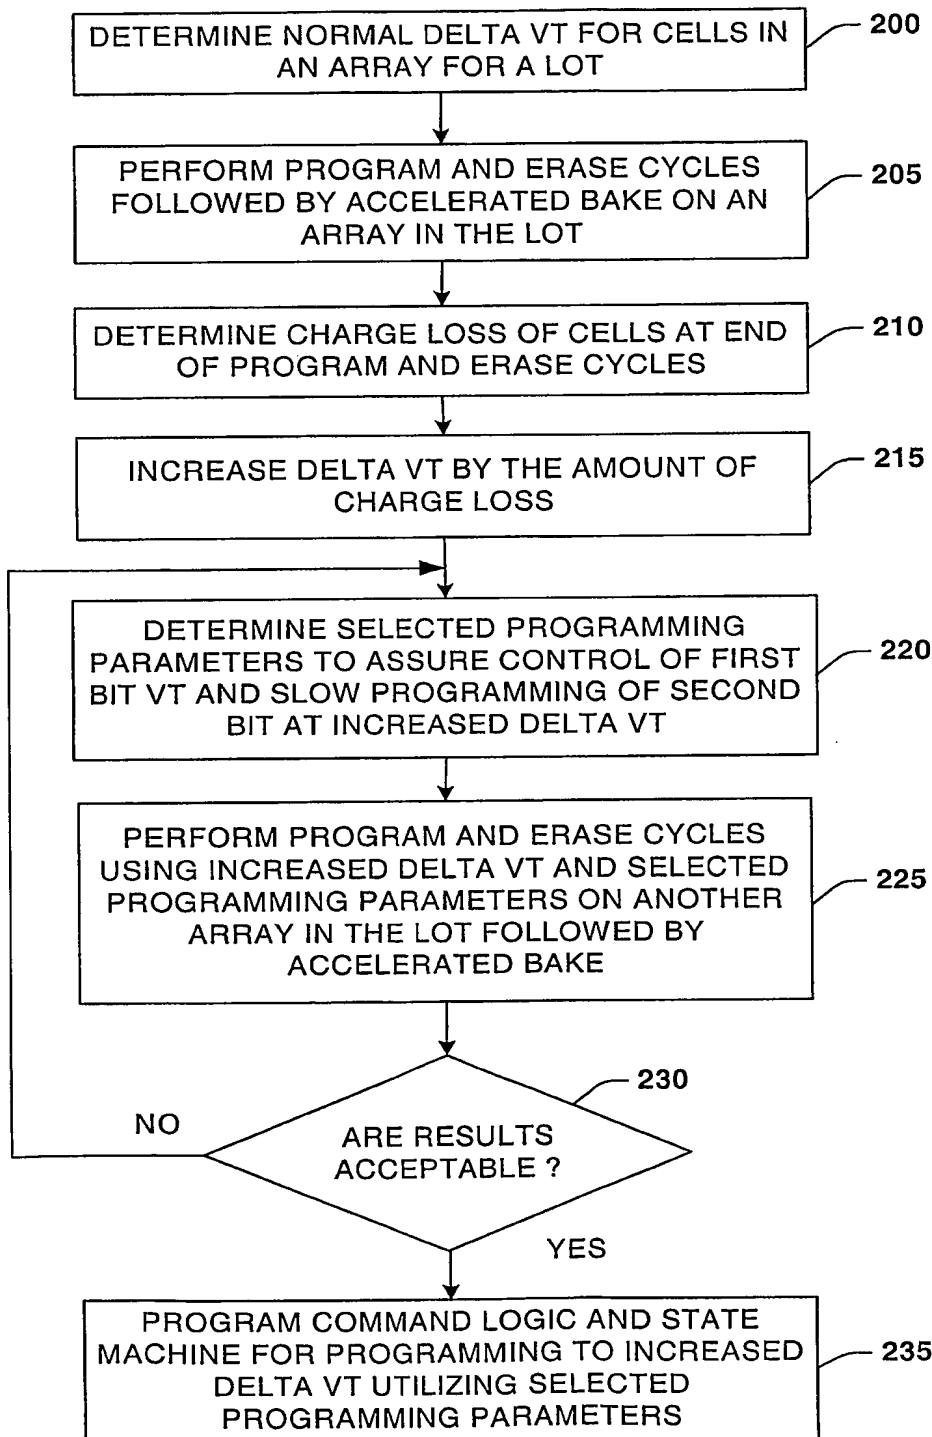 DETERMINE NORMAL DELTA VT FOR CELLS IN
AN ARRAY FOR A LOT
200
PERFORM PROGRAM AND ERASE CYCLES
FOLLOWED BY ACCELERATED BAKE ON AN
ARRAY IN THE LOT
205
DETERMINE CHARGE LOSS OF CELLS AT END
OF PROGRAM AND ERASE CYCLES
210
INCREASE DELTA VT BY THE AMOUNT OF
CHARGE LOSS
215
DETERMINE SELECTED PROGRAMMING
PARAMETERS TO ASSURE CONTROL OF FIRST
BIT VT AND SLOW PROGRAMMING OF SECOND
BIT AT INCREASED DELTA VT
220
PERFORM PROGRAM AND ERASE CYCLES
USING INCREASED DELTA VT AND SELECTED
PROGRAMMING PARAMETERS ON ANOTHER
ARRAY IN THE LOT FOLLOWED BY
ACCELERATED BAKE
225
230
NO
ARE RESULTS
ACCEPTABLE ?
YES
PROGRAM COMMAND LOGIC AND STATE
MACHINE FOR PROGRAMMING TO INCREASED
DELTA VT UTILIZING SELECTED
PROGRAMMING PARAMETERS
235